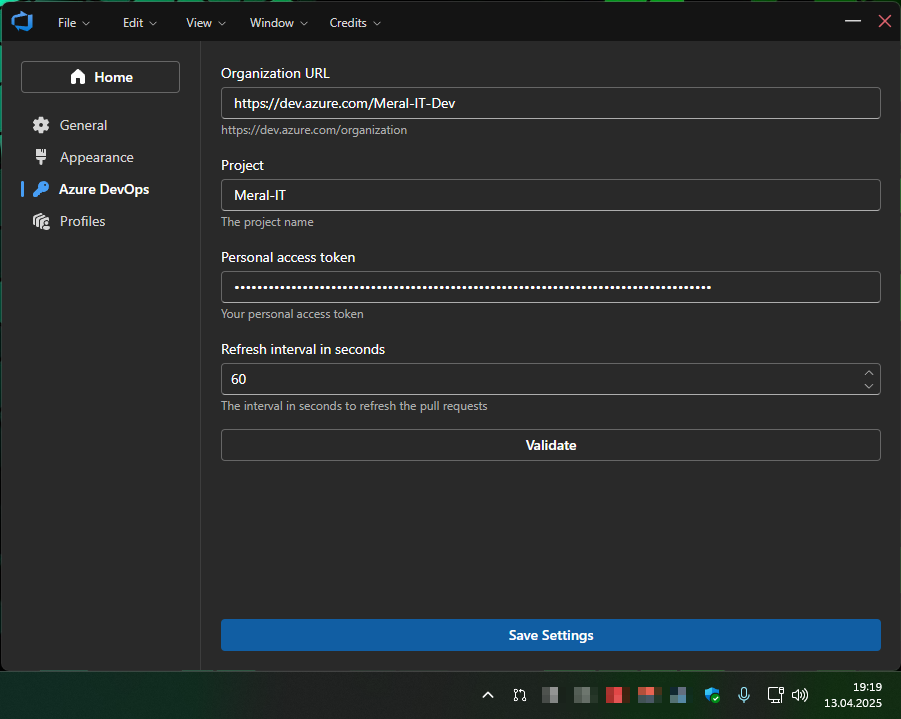 File Edit View Window Credits
Home
General
Appearance
Azure DevOps
Profiles
Organization URL
https://dev.azure.com/Meral-IT-Dev
https://dev.azure.com/organization
Project
Meral-IT
The project name
Personal access token
Your personal access token
Refresh interval in seconds
60
The interval in seconds to refresh the pull requests
Validate
Save Settings
19:19
13.04.2025